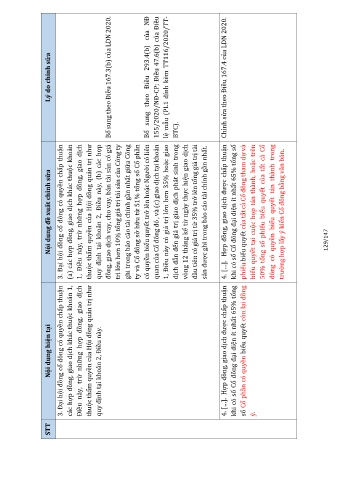 STT
Nội dung hiện tại
Nội dung đề xuất chỉnh sửa
Lý do chỉnh sửa
3. Đại hội đồng cổ đông có quyền chấp thuận
các hợp đồng, giao dịch khác thuộc khoản 1,
Điều này, trừ những hợp đồng, giao dịch
thuộc thẩm quyền của Hội đồng quản trị như
quy định tại khoản 2, Điều này.
3. Đại hội đồng cổ đông có quyền chấp thuận
(a) các hợp đồng, giao dịch khác thuộc khoản
1, Điều này, trừ những hợp đồng, giao dịch
thuộc thẩm quyền của Hội đồng quản trị như
quy định tại khoản 2, Điều này, (b) các hợp
đồng, giao dịch vay, cho vay, bán tài sản có giá
trị lớn hơn 10% tổng giá trị tài sản của Công ty
ghi trong báo cáo tài chính gần nhất giữa Công
ty và Cổ đông sở hữu từ 51% tổng số Cổ phần
có quyền biểu quyết trở lên hoặc Người có liên
quan của Cổ đông đó và (c) giao dịch tại khoản
1, Điều này có giá trị lớn hơn 35% hoặc giao
dịch dẫn đến giá trị giao dịch phát sinh trong
vòng 12 tháng kể từ ngày thực hiện giao dịch
đầu tiên có giá trị từ 35% trở lên tổng giá trị tài
sản được ghi trong báo cáo tài chính gần nhất.
Bổ sung theo Điều 167.3(b) của LDN 2020.
Bổ sung theo Điều 293.4(b) của NĐ
155/2020/NĐ-CP; Điều 47.6(b) của Điều
lệ mẫu (PL1 đính kèm TT116/2020/TT-
BTC).
4. […]. Hợp đồng, giao dịch được chấp thuận
khi có số Cổ đông đại diện ít nhất 65% tổng
số Cổ phần có quyền biểu quyết còn lại đồng
ý.
4. […]. Hợp đồng, giao dịch được chấp thuận
khi có số Cổ đông đại diện ít nhất 65% tổng số
phiếu biểu quyết của tất cả Cổ đông tham dự và
biểu quyết tại cuộc họp tán thành, hoặc trên
50% tổng số phiếu biểu quyết của tất cả Cổ
đông có quyền biểu quyết tán thành trong
trường hợp lấy ý kiến Cổ đông bằng văn bản.
Chỉnh sửa theo Điều 167.4 của LDN 2020.
129/147